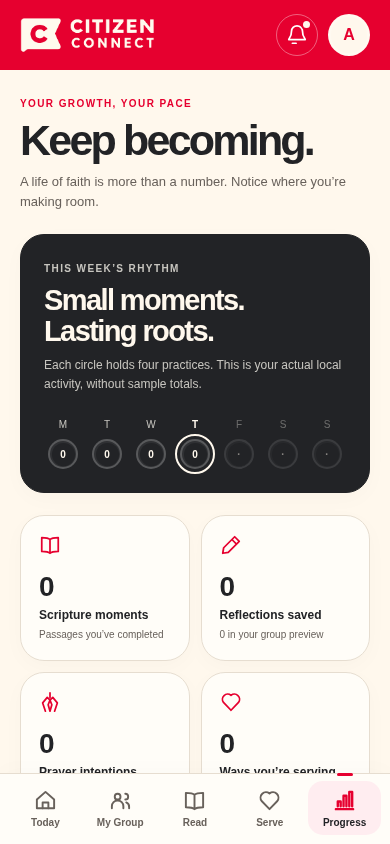 CITIZEN
CONNECT
A
YOUR GROWTH, YOUR PACE
Keep becoming.
A life of faith is more than a number. Notice where you’re
making room.
THIS WEEK’S RHYTHM
Small moments.
Lasting roots.
Each circle holds four practices. This is your actual local
activity, without sample totals.
M T W T F S S
0 0 0 0 · · ·
0
Scripture moments
Passages you’ve completed
0
Reflections saved
0 in your group preview
0
Prayer intentions
0
Ways you’re serving
Today
My Group
Read
Serve
Progress